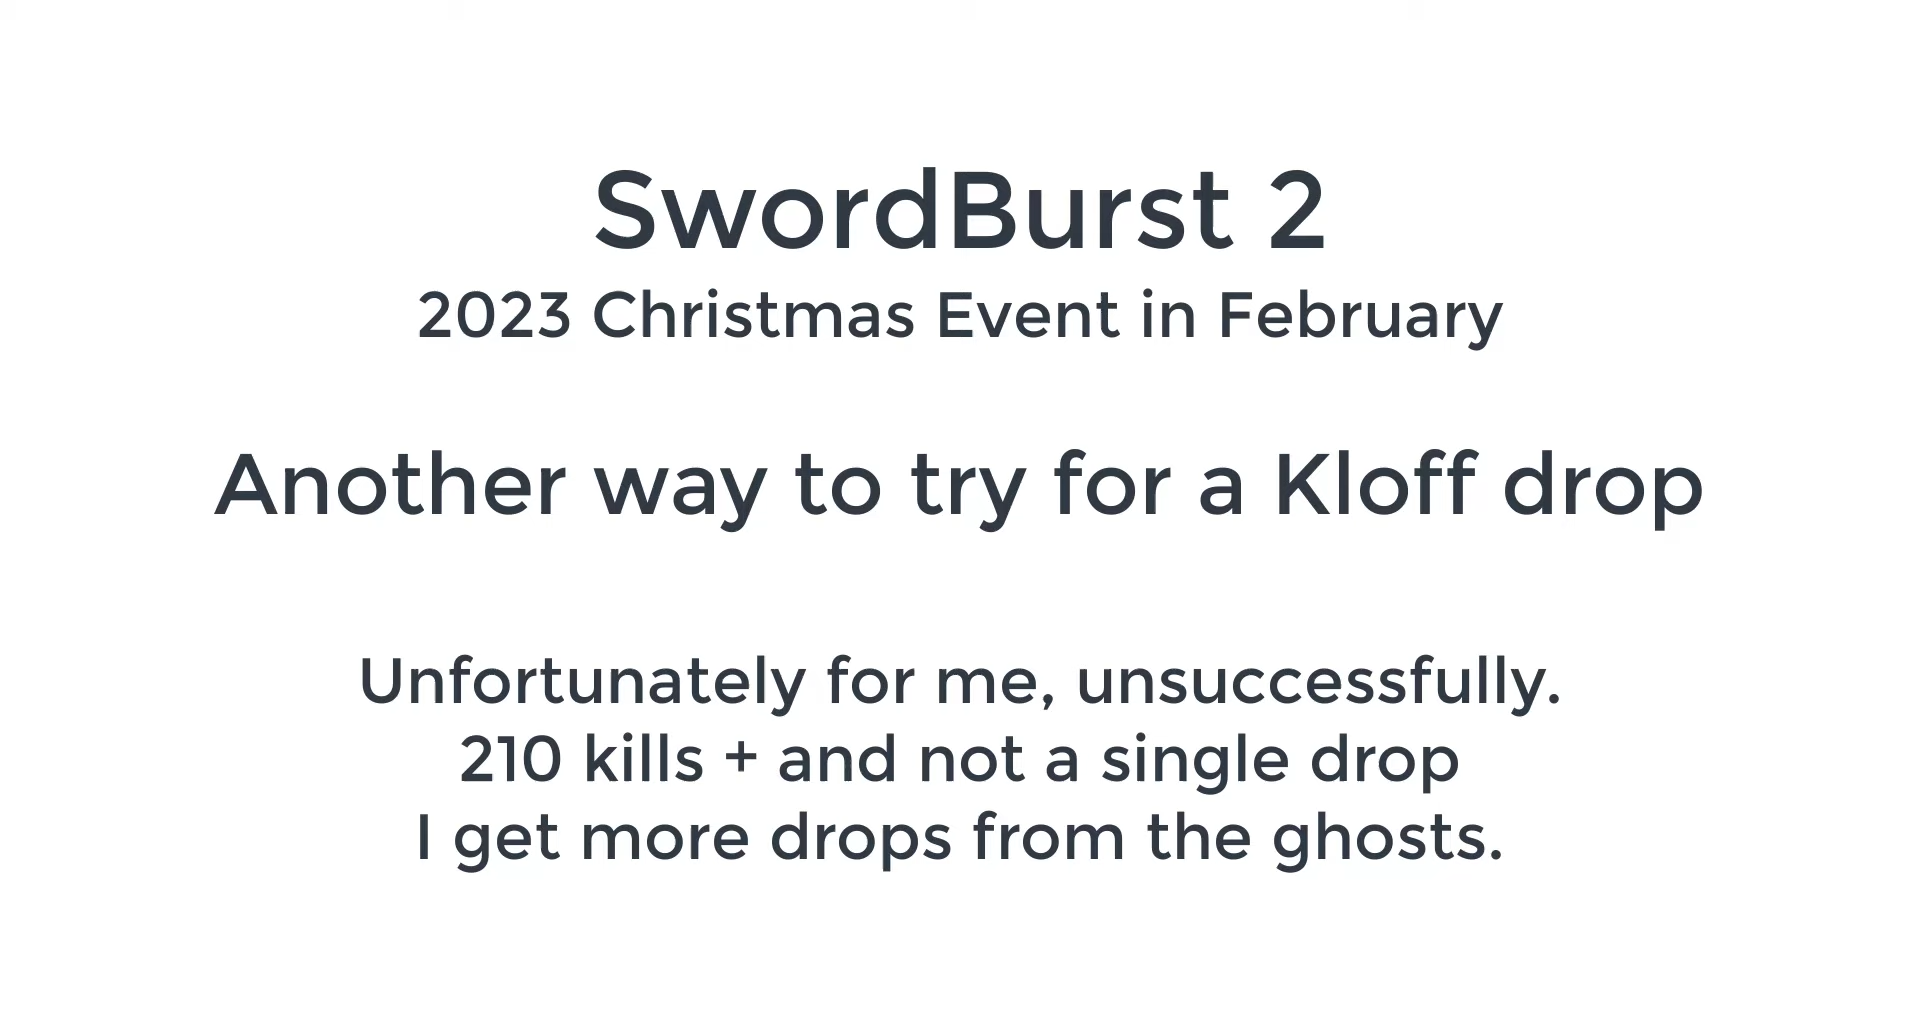 SwordBurst 2
2023 Christmas Event in February
Another way to try for a Kloff drop
Unfortunately for me, unsuccessfully.
210 kills + and not a single drop
I get more drops from the ghosts.